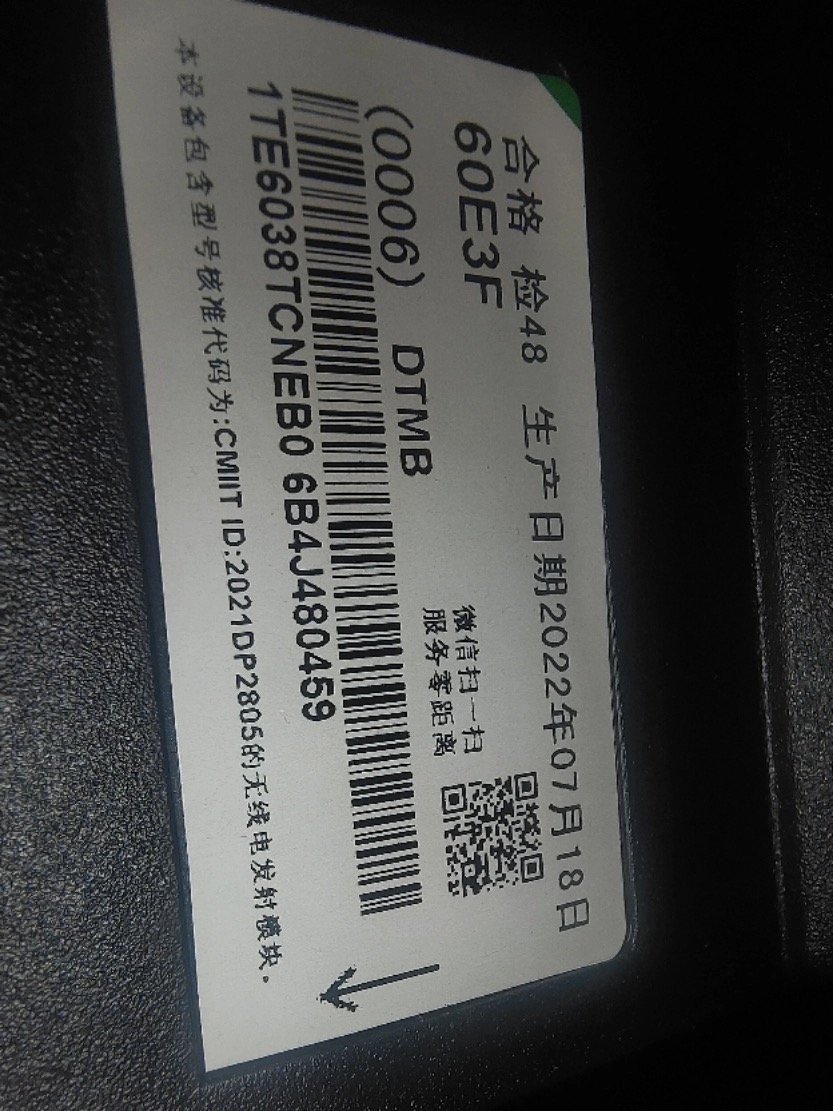 合格 检48 生产日期2022年07月18日
60E3F
微信扫一扫
服务零距离
(0006) DTMB
1TE6038TCNEB0 6B4J480459
本设备包含型号核准代码为:CMIIT ID:2021DP2805的无线电发射模块。